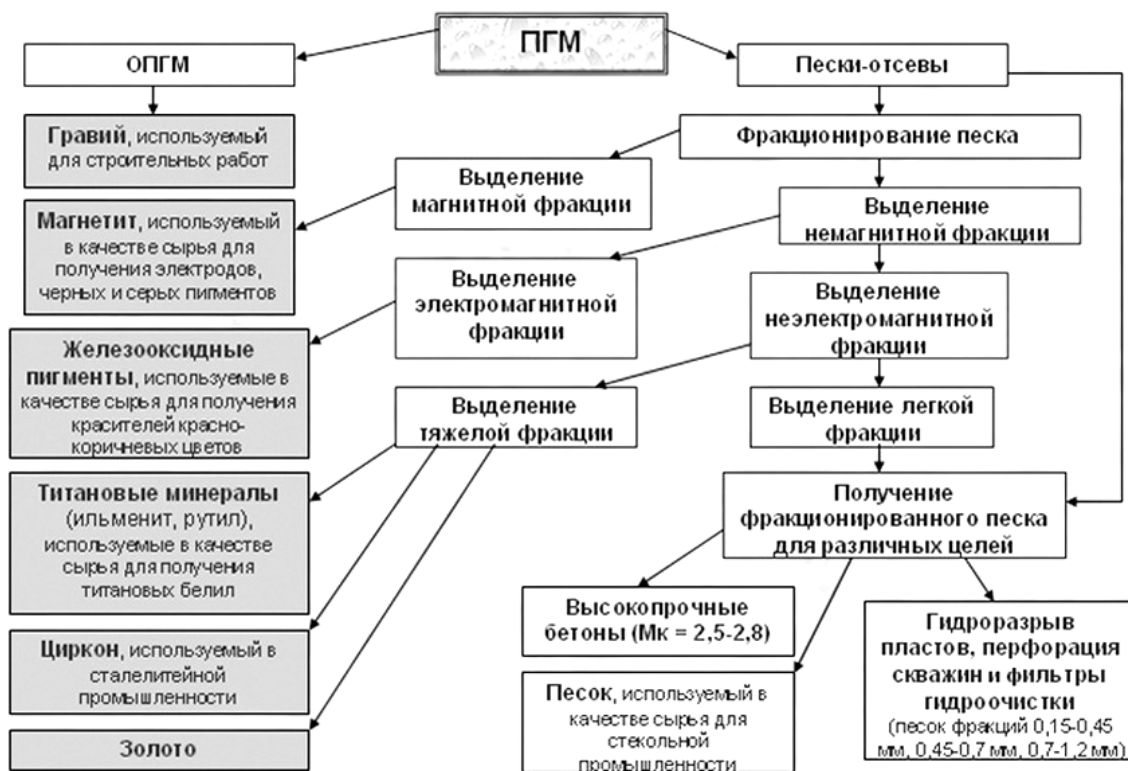 ПГМ
ОПГМ
Пески-отсевы
Гравий, используемый
для строительных работ
Фракционирование песка
Выделение
магнитной фракции
Магнетит, используемый
в качестве сырья для
получения электродов,
черных и серых пигментов
Выделение
немагнитной фракции
Выделение
электромагнитной
фракции
Выделение
неэлектромагнитной
фракции
Железооксидные
пигменты, используемые в
качестве сырья для получения
красителей красно-
коричневых цветов
Выделение
тяжелой фракции
Выделение легкой
фракции
Титановые минералы
(ильменит, рутил),
используемые в качестве
сырья для получения
титановых белил
Получение
фракционированного песка
для различных целей
Высокопрочные
бетоны (Мк = 2,5-2,8)
Гидроразрыв
пластов, перфорация
скважин и фильтры
гидроочистки
(песок фракций 0,15-0,45
мм, 0,45-0,7 мм, 0,7-1,2 мм)
Циркон, используемый в
сталелитейной
промышленности
Песок, используемый в
качестве сырья для
стекольной
промышленности
Золото